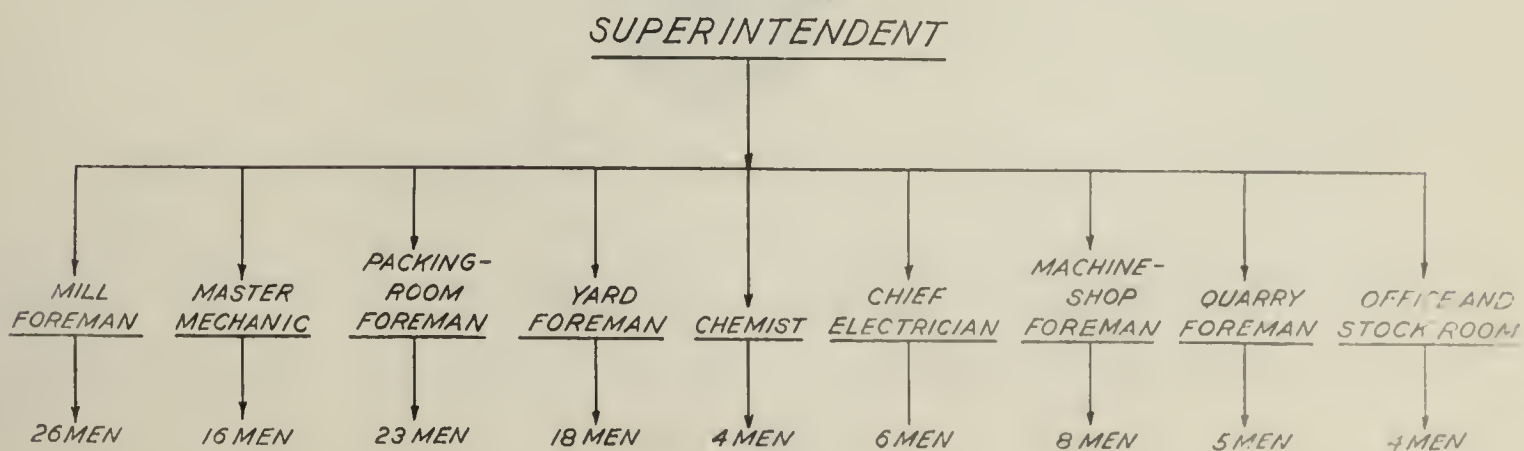 SUPERINTENDENT
MILL
FOREMAN
MASTER
MECHANIC
PACKING-
ROOM
FOREMAN
YARD
FOREMAN
CHEMIST
CHIEF
ELECTRICIAN
MACHINE-
SHOP
FOREMAN
QUARRY
FOREMAN
OFFICE AND
STOCK ROOM
26 MEN
16 MEN
23 MEN
18 MEN
4 MEN
6 MEN
8 MEN
5 MEN
4 MEN